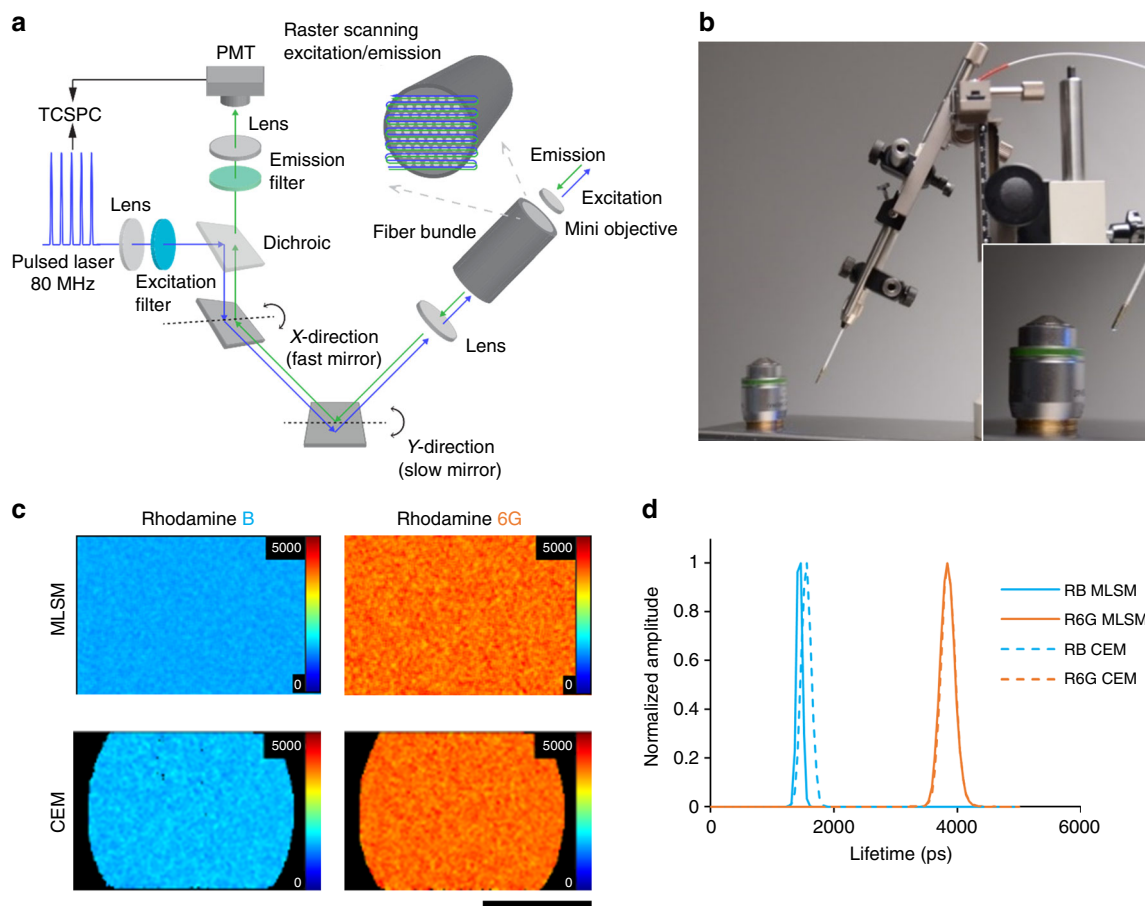 a
Raster scanning
excitation/emission
PMT
TCSPC
Lens
Emission
filter
Lens
Pulsed laser
80 MHz
Excitation
filter
Dichroic
X-direction
(fast mirror)
Y-direction
(slow mirror)
Fiber bundle
Emission
Excitation
Mini objective
Lens
b
c
Rhodamine B
Rhodamine 6G
MLSM
5000
0
5000
0
CEM
5000
0
5000
0
d
Normalized amplitude
1
0.8
0.6
0.4
0.2
0
0
2000
4000
6000
Lifetime (ps)
RB MLSM
R6G MLSM
RB CEM
R6G CEM